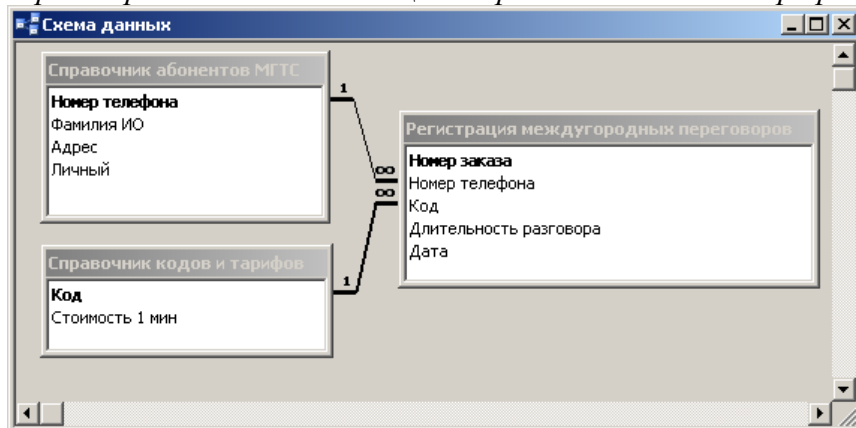 Схема данных
Справочник абонентов МГТС
Номер телефона
Фамилия ИО
Адрес
Личный
1
∞
∞
Регистрация междугородных переговоров
Номер заказа
Номер телефона
Код
Длительность разговора
Дата
Справочник кодов и тарифов
1
Код
Стоимость 1 мин